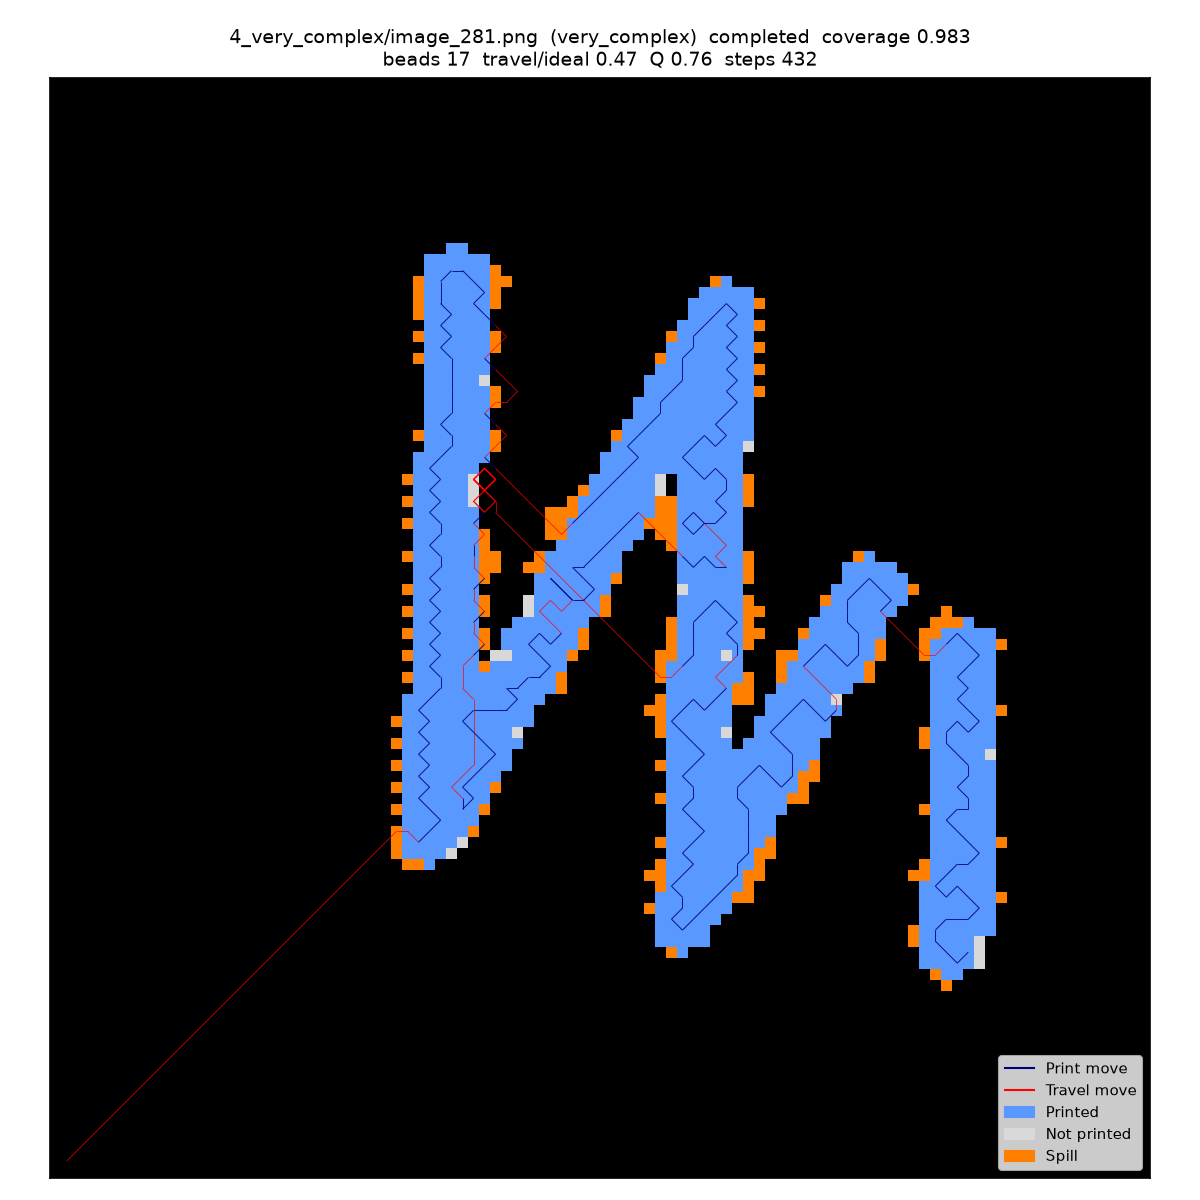 4_very_complex/image_281.png  (very_complex)  completed  coverage 0.983
beads 17  travel/ideal 0.47  Q 0.76  steps 432
Print move
Travel move
Printed
Not printed
Spill